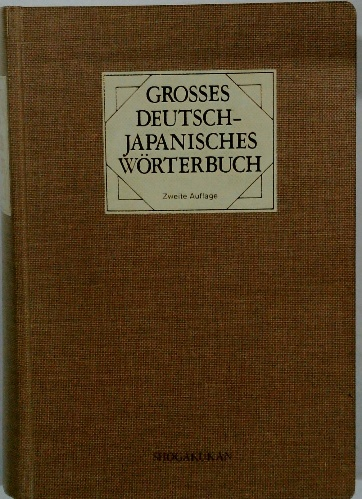 GROSSES
DEUTSCH-
JAPANISCHES
WÖRTERBUCH
Zweite Auflage
SHOGAKUKAN